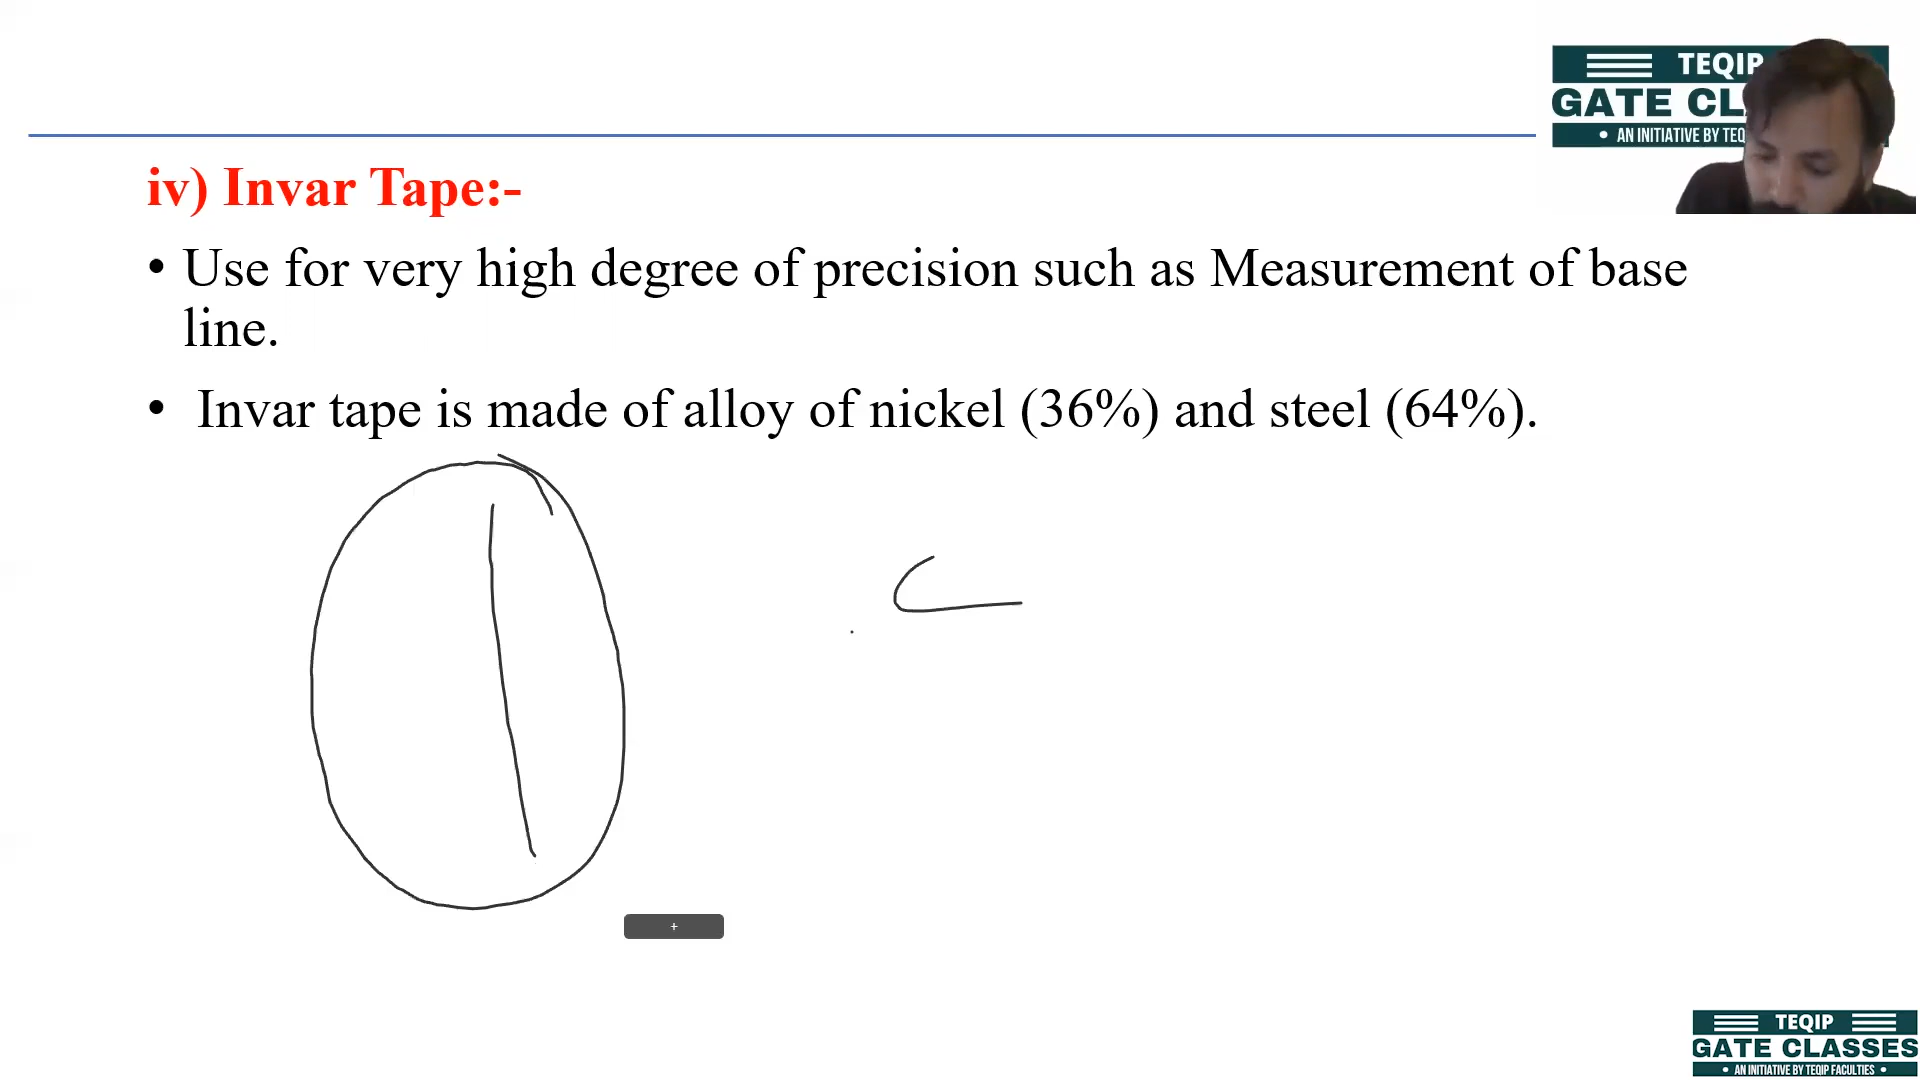 TEQIP
GATE CL
• AN INITIATIVE BY TEQ
iv) Invar Tape:-
• Use for very high degree of precision such as Measurement of base
line.
• Invar tape is made of alloy of nickel (36%) and steel (64%).
+
TEQIP
GATE CLASSES
• AN INITIATIVE BY TEQIP FACULTIES •